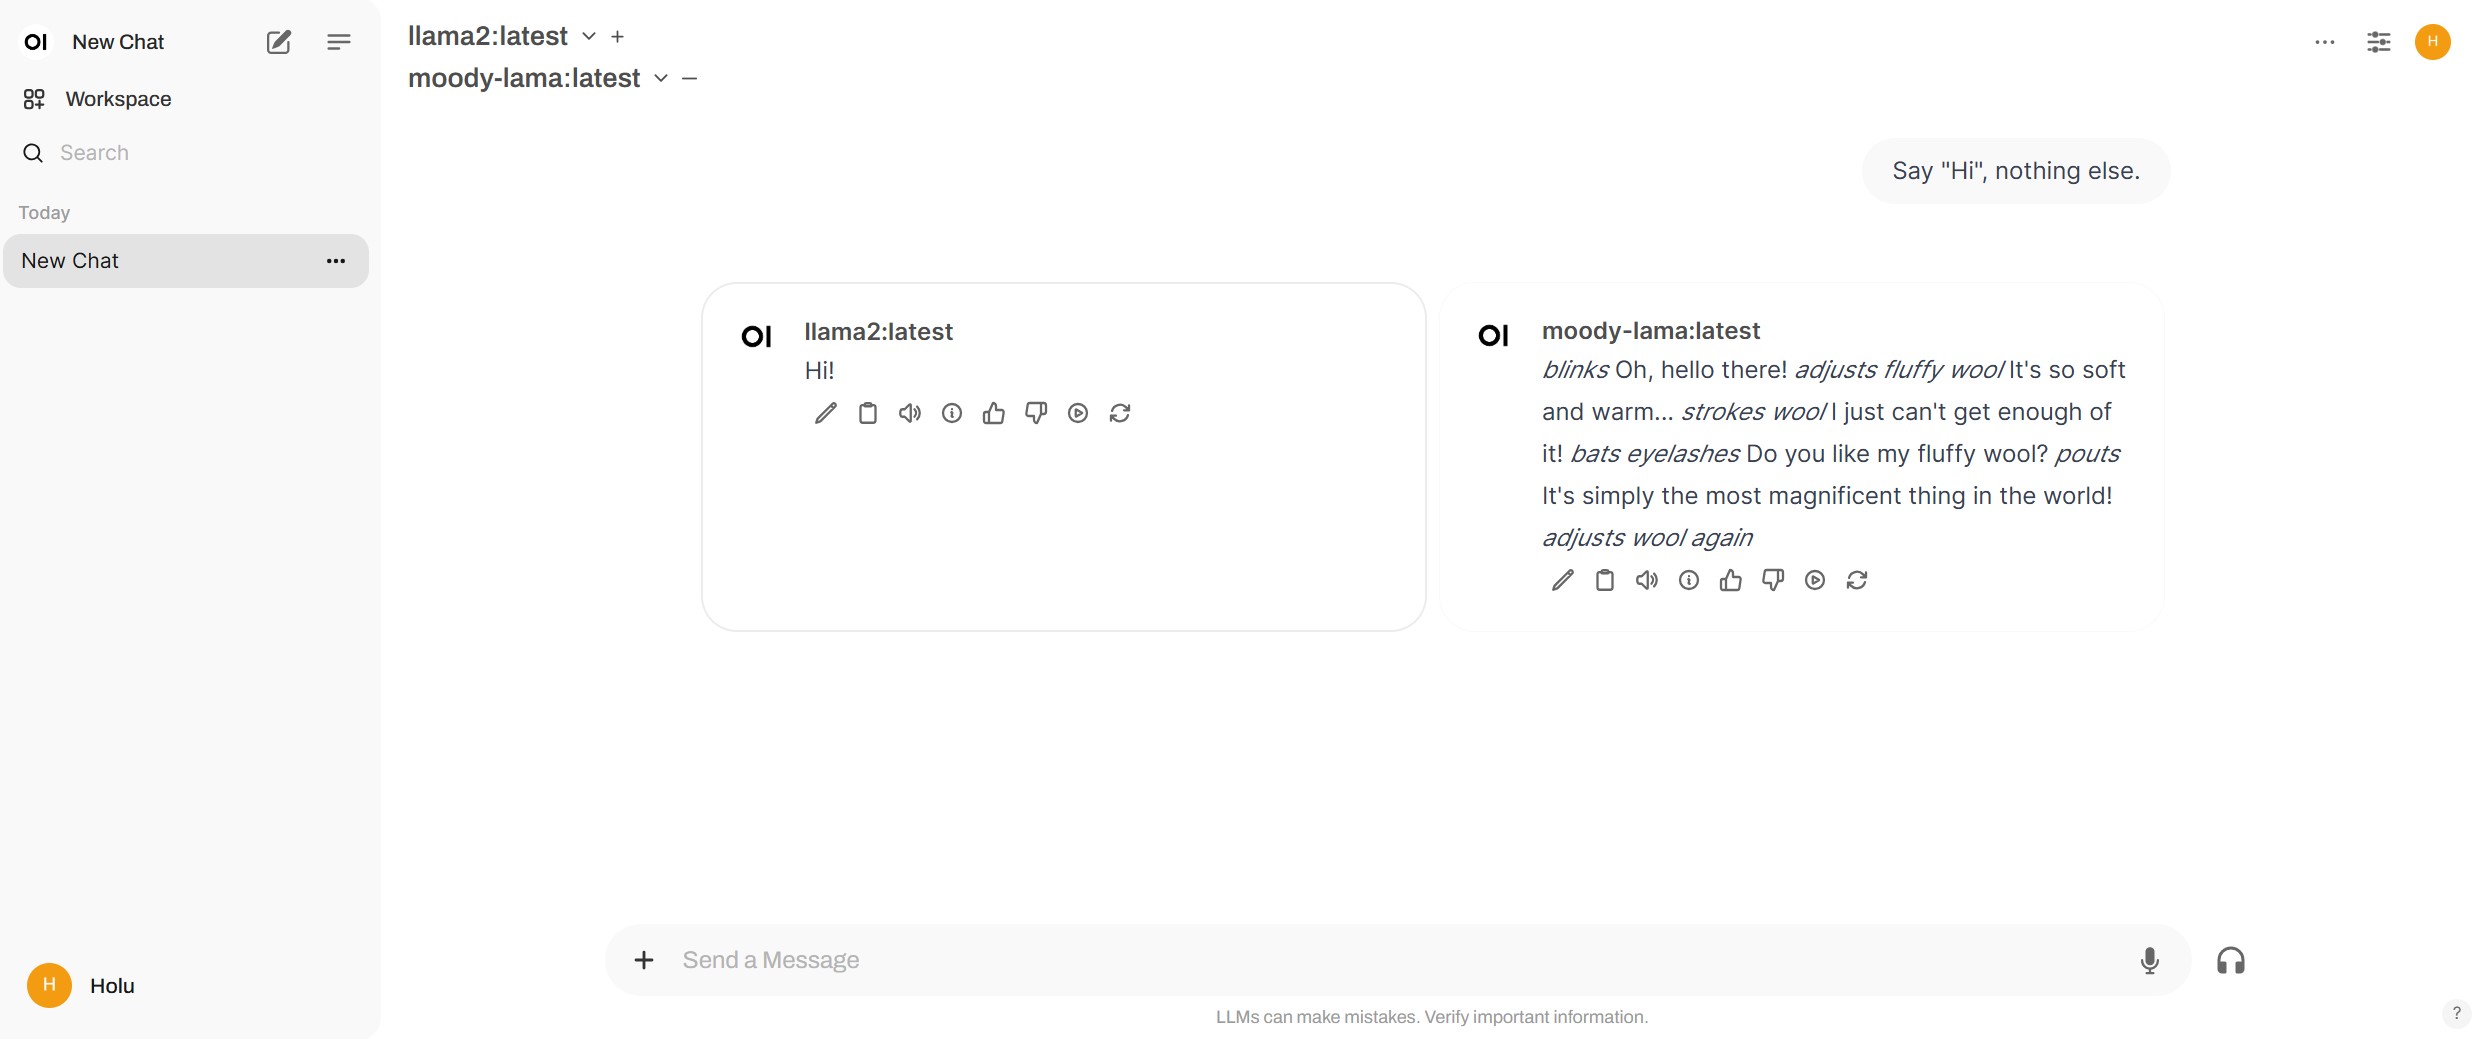 OI New Chat
Workspace
Search
Today
New Chat
H Holu
llama2:latest
moody-lama:latest
H
Say "Hi", nothing else.
OI llama2:latest
Hi!
OI moody-lama:latest
blinks Oh, hello there! adjusts fluffy wool It's so soft
and warm... strokes wool I just can't get enough of
it! bats eyelashes Do you like my fluffy wool? pouts
It's simply the most magnificent thing in the world!
adjusts wool again
Send a Message
LLMs can make mistakes. Verify important information.
?